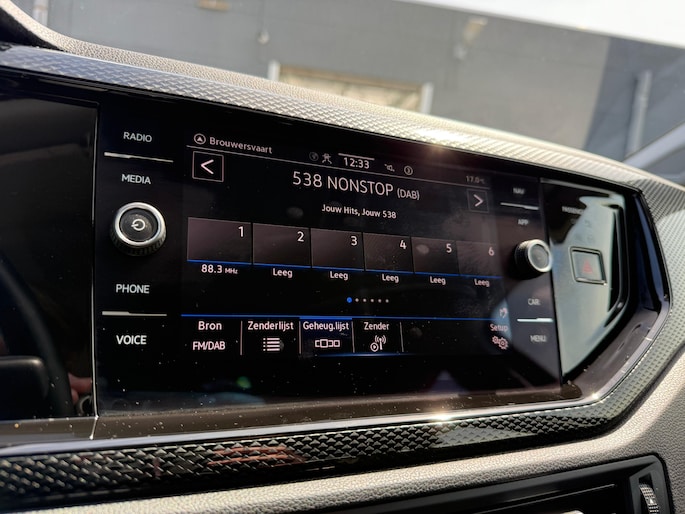 RADIO
MEDIA
PHONE
VOICE
Brouwersvaart
12:33
538 NONSTOP (DAB)
Jouw Hits, Jouw 538
1 2 3 4 5 6
88.3 MHz Leeg Leeg Leeg Leeg Leeg
Bron Zenderlijst Geheug.lijst Zender Setup
FM/DAB
NAV
APP
CAR
MENU